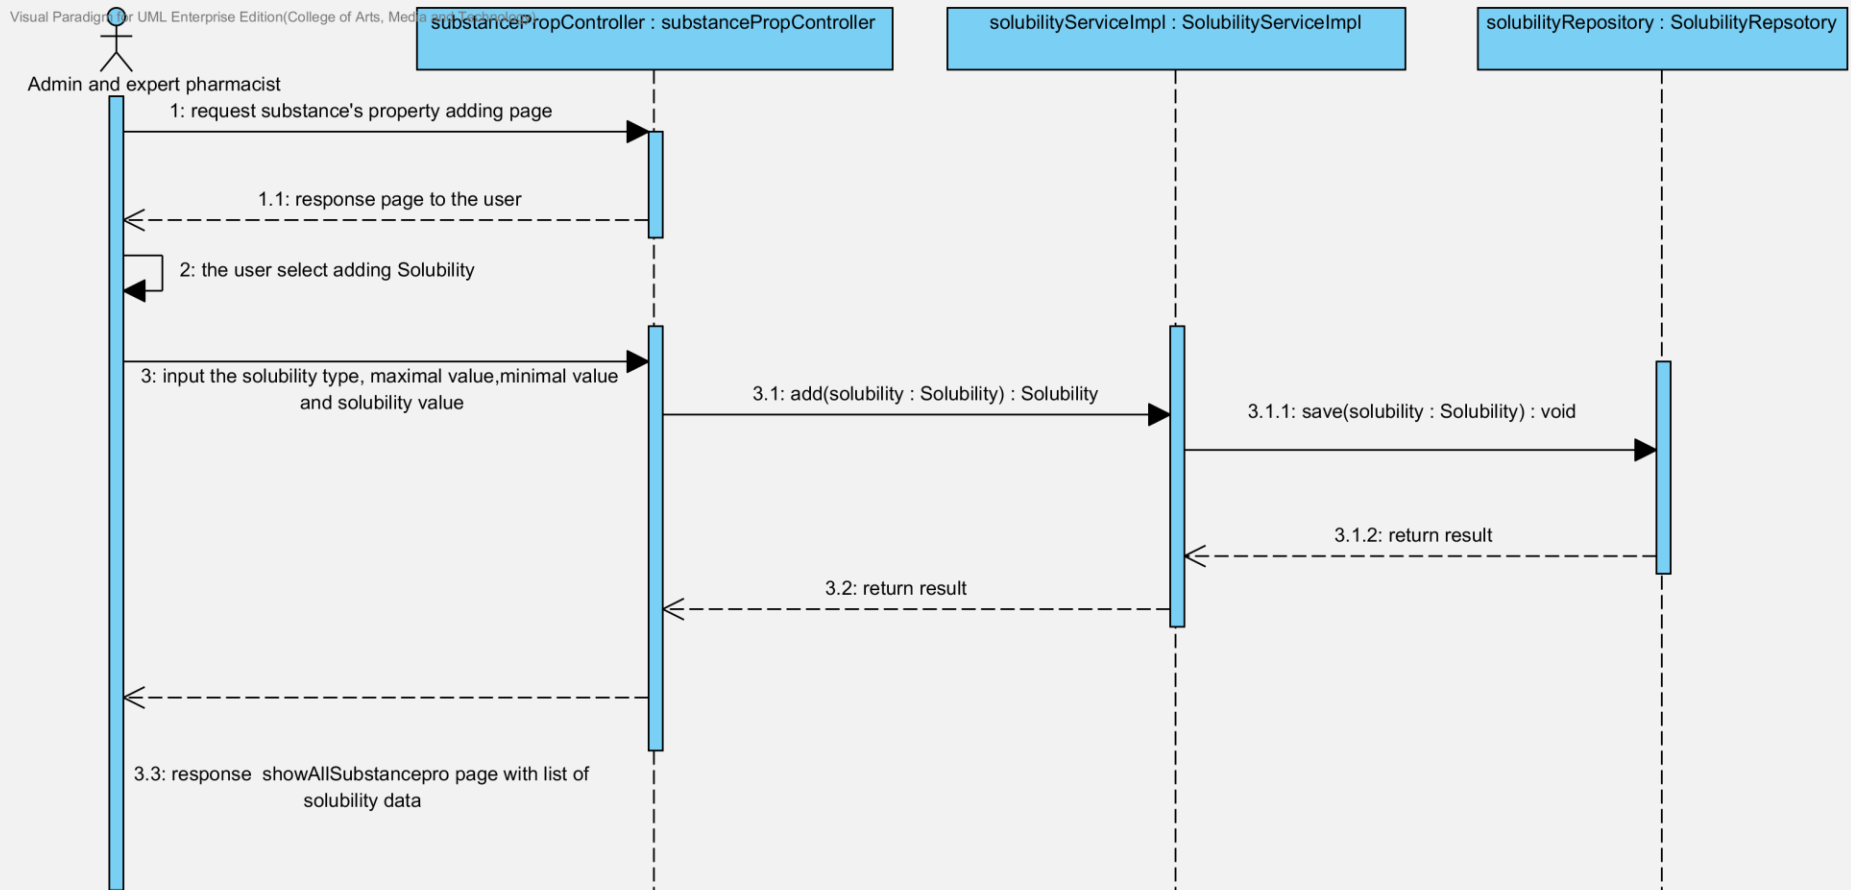 Visual Paradigm for UML Enterprise Edition(College of Arts, Media and Technology)
substancePropController : substancePropController
solubilityServiceImpl : SolubilityServiceImpl
solubilityRepository : SolubilityRepsotory
Admin and expert pharmacist
1: request substance's property adding page
1.1: response page to the user
2: the user select adding Solubility
3: input the solubility type, maximal value,minimal value
and solubility value
3.1: add(solubility : Solubility) : Solubility
3.1.1: save(solubility : Solubility) : void
3.1.2: return result
3.2: return result
3.3: response  showAllSubstancepro page with list of
solubility data